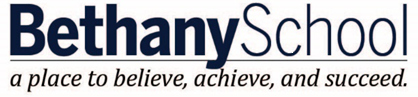 BethanySchool
a place to believe, achieve, and succeed.